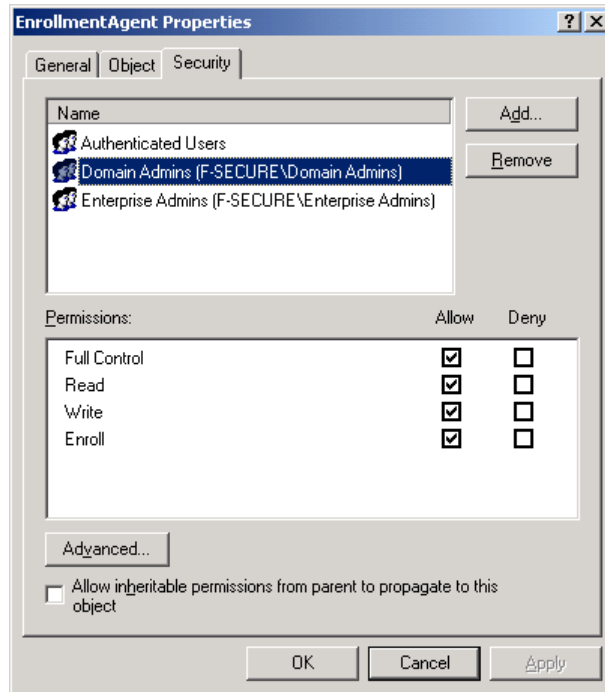 EnrollmentAgent Properties
General Object Security
Name
Authenticated Users
Domain Admins (F-SECURE\Domain Admins)
Enterprise Admins (F-SECURE\Enterprise Admins)
Add...
Remove
Permissions: Allow Deny
Full Control
Read
Write
Enroll
Advanced...
Allow inheritable permissions from parent to propagate to this
object
OK Cancel Apply